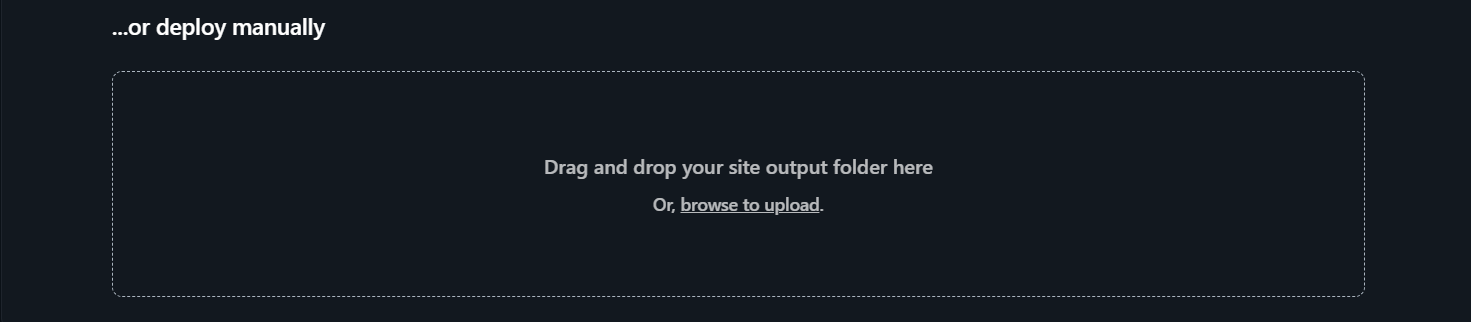 ...or deploy manually
Drag and drop your site output folder here
Or, browse to upload.